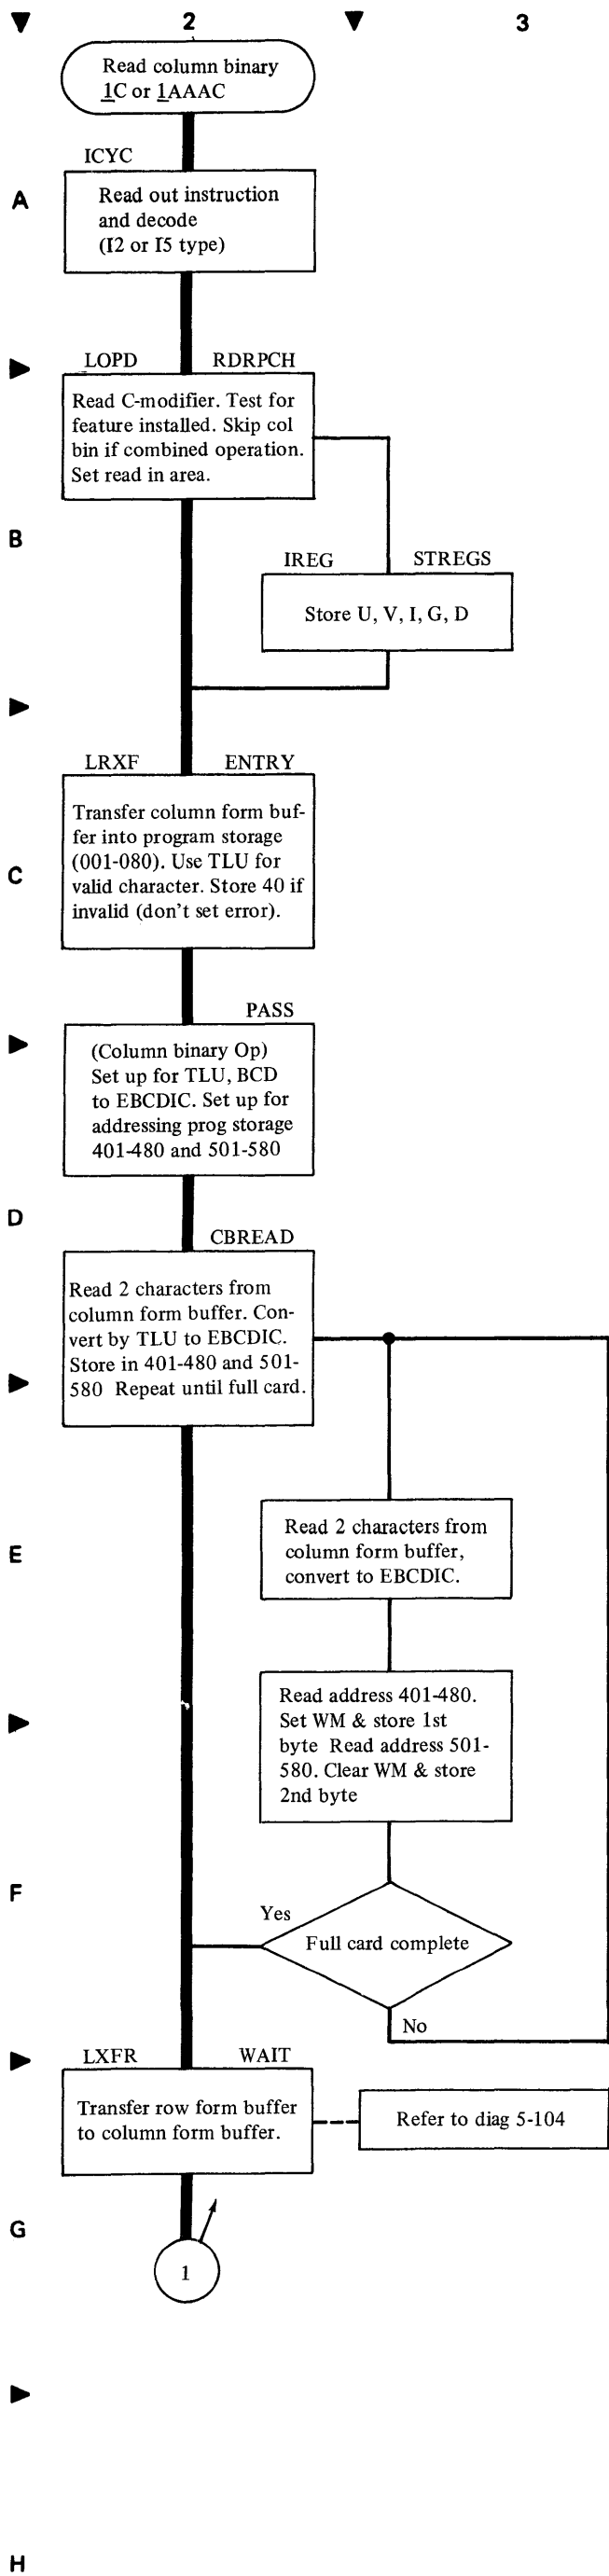 2 3
Read column binary
1C or 1AAAC
ICYC
A
Read out instruction
and decode
(I2 or I5 type)
LOPD RDRPCH
Read C-modifier. Test for
feature installed. Skip col
bin if combined operation.
Set read in area.
B
IREG STREGS
Store U, V, I, G, D
LRXF ENTRY
Transfer column form buf-
fer into program storage
(001-080). Use TLU for
valid character. Store 40 if
invalid (don't set error).
C
PASS
(Column binary Op)
Set up for TLU, BCD
to EBCDIC. Set up for
addressing prog storage
401-480 and 501-580
D
CBREAD
Read 2 characters from
column form buffer. Con-
vert by TLU to EBCDIC.
Store in 401-480 and 501-
580 Repeat until full card.
E
Read 2 characters from
column form buffer,
convert to EBCDIC.
Read address 401-480.
Set WM & store 1st
byte Read address 501-
580. Clear WM & store
2nd byte
F
Yes
Full card complete
No
LXFR WAIT
Transfer row form buffer
to column form buffer.
Refer to diag 5-104
G
1
H